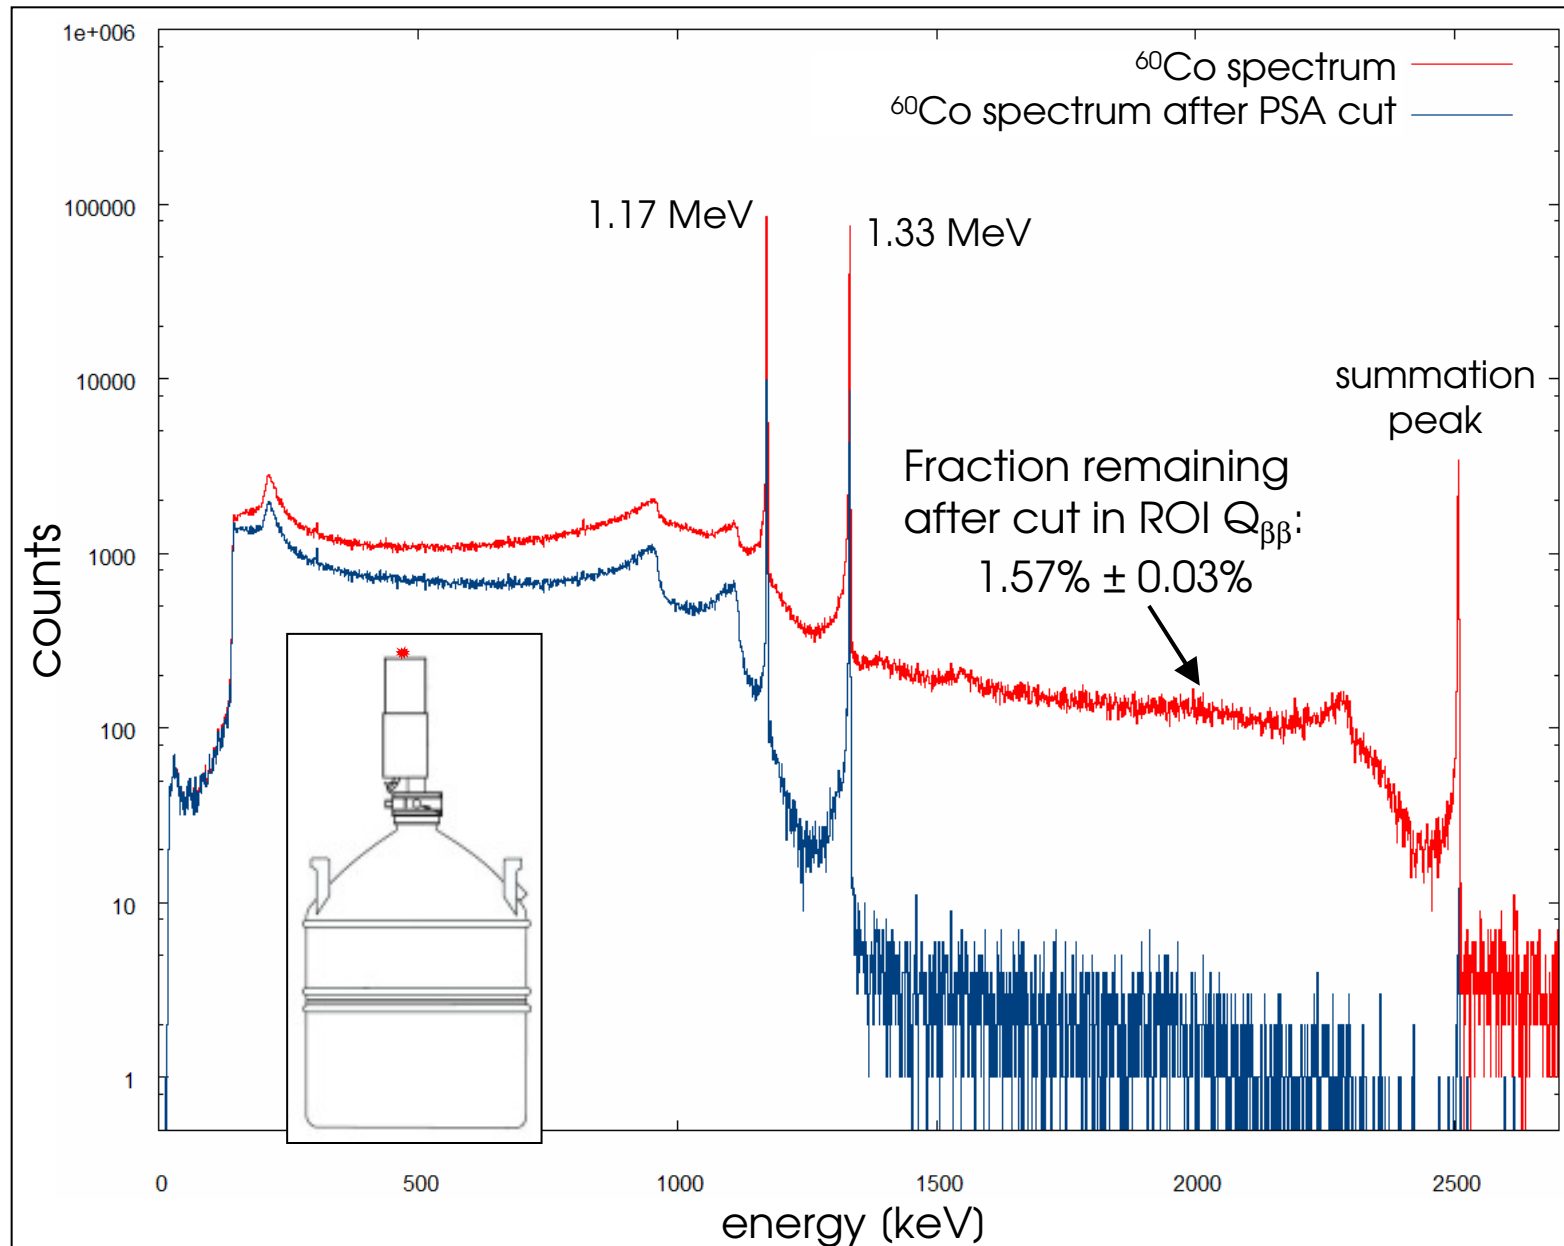 1e+006
100000
10000
1000
100
10
1
counts
⁶⁰Co spectrum
⁶⁰Co spectrum after PSA cut
1.17 MeV
1.33 MeV
summation
peak
Fraction remaining
after cut in ROI Qββ:
1.57% ± 0.03%
0
500
1000
1500
2000
2500
energy (keV)